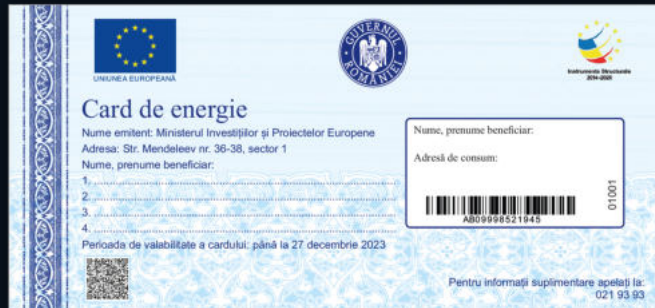 UNIUNEA EUROPEANĂ
GUVERNUL ROMÂNIEI
Instrumente Structurale
2014-2020
Card de energie
Nume emitent: Ministerul Investițiilor și Proiectelor Europene
Adresa: Str. Mendeleev nr. 36-38, sector 1
Nume, prenume beneficiar:
1.
2.
3.
4.
Perioada de valabilitate a cardului: până la 27 decembrie 2023
Nume, prenume beneficiar:
Adresă de consum:
AB09998521945
01001
Pentru informații suplimentare apelați la:
021 93 93